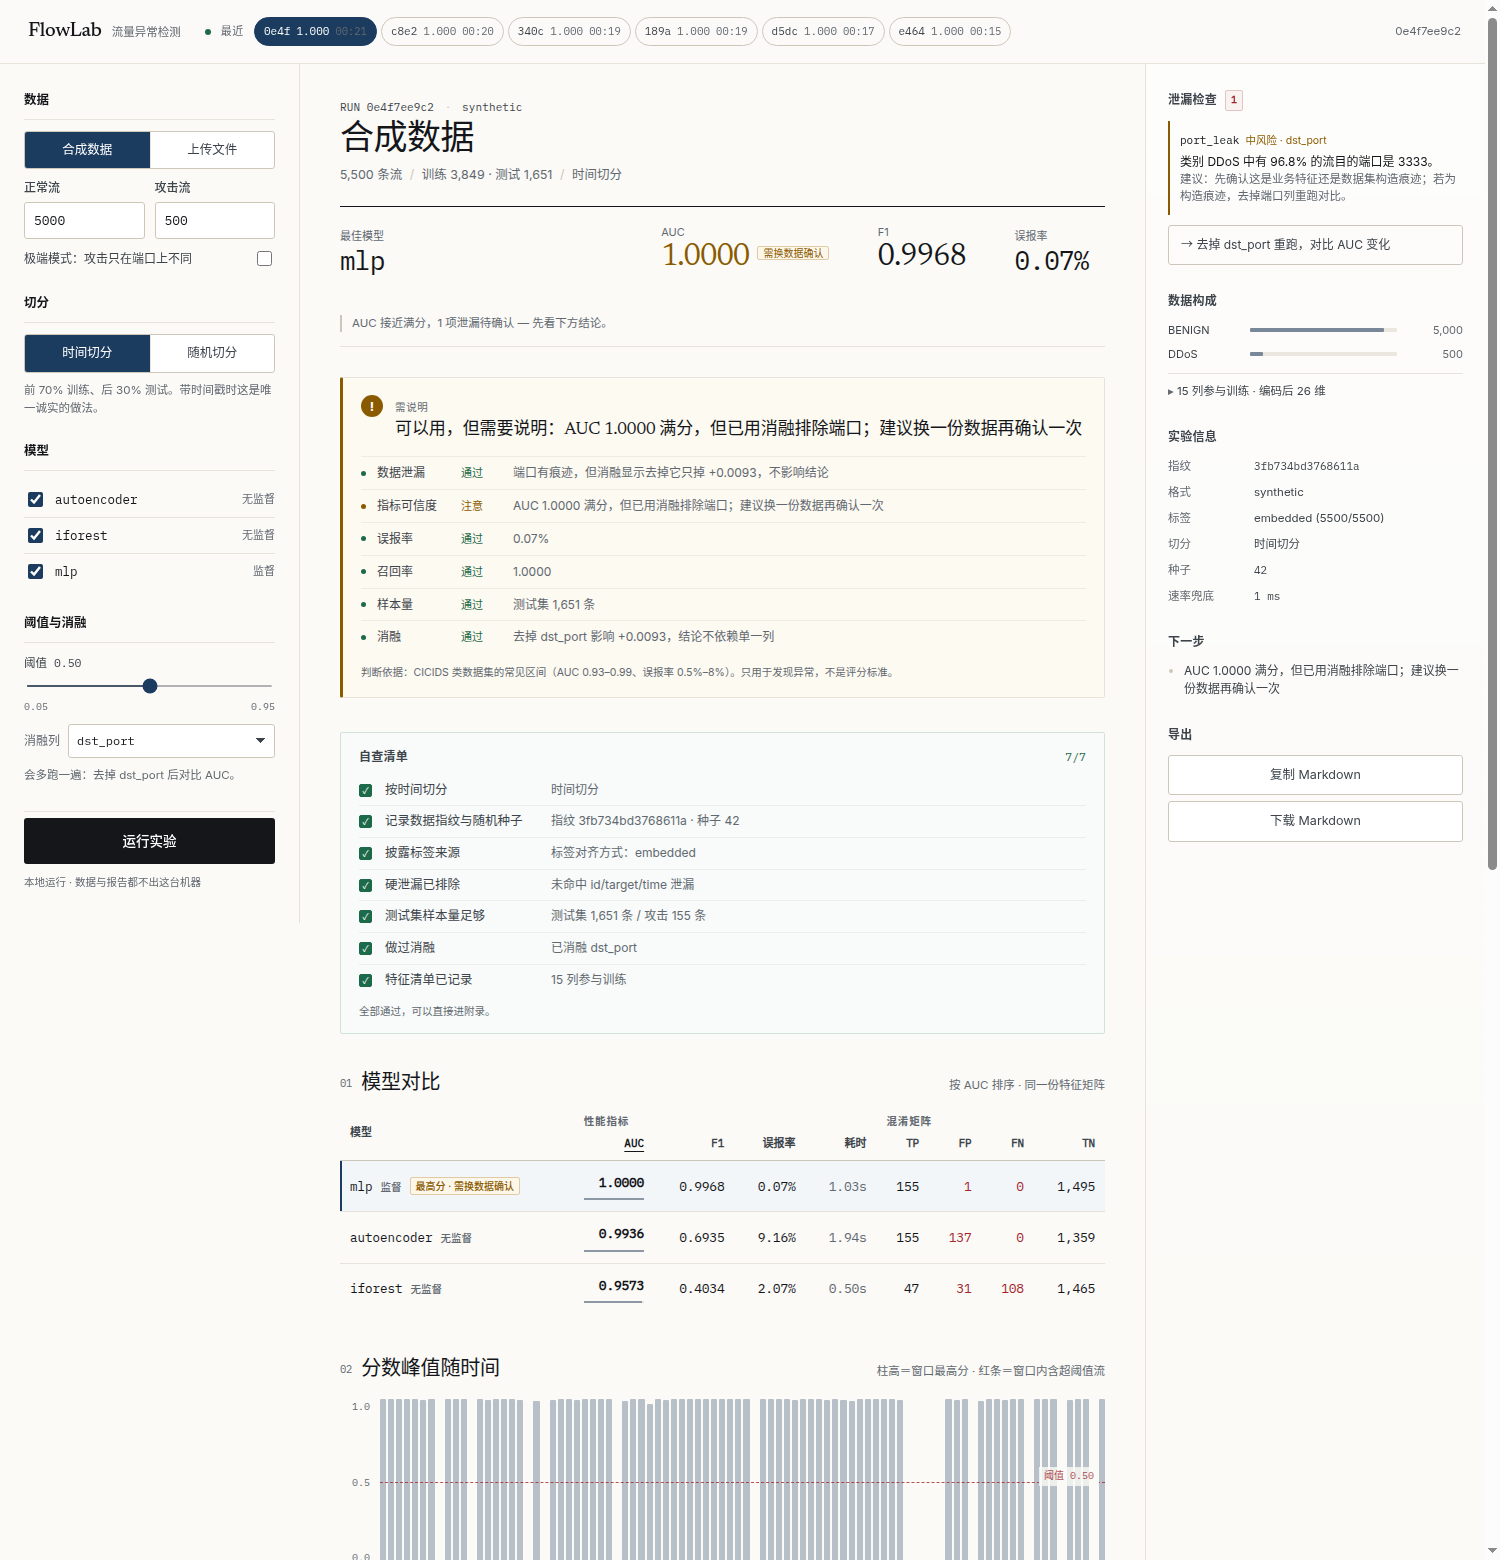 FlowLab 流量异常检测 最近 0e4f 1.000 00:21 c8e2 1.000 00:20 340c 1.000 00:19 189a 1.000 00:19 d5dc 1.000 00:17 e464 1.000 00:15 0e4f7ee9c2
数据
合成数据 上传文件
正常流 攻击流
5000 500
极端模式：攻击只在端口上不同
切分
时间切分 随机切分
前 70% 训练、后 30% 测试。带时间戳时这是唯
一诚实的做法。
模型
autoencoder 无监督
iforest 无监督
mlp 监督
阈值与消融
阈值 0.50
0.05 0.95
消融列 dst_port
会多跑一遍：去掉 dst_port 后对比 AUC。
运行实验
本地运行 · 数据与报告都不出这台机器
RUN 0e4f7ee9c2 · synthetic
合成数据
5,500 条流 / 训练 3,849 · 测试 1,651 / 时间切分
最佳模型 AUC F1 误报率
mlp 1.0000 需换数据确认 0.9968 0.07%
AUC 接近满分，1 项泄漏待确认 — 先看下方结论。
! 需说明
可以用，但需要说明：AUC 1.0000 满分，但已用消融排除端口；建议换一份数据再确认一次
数据泄漏 通过 端口有痕迹，但消融显示去掉它只掉 +0.0093，不影响结论
指标可信度 注意 AUC 1.0000 满分，但已用消融排除端口；建议换一份数据再确认一次
误报率 通过 0.07%
召回率 通过 1.0000
样本量 通过 测试集 1,651 条
消融 通过 去掉 dst_port 影响 +0.0093，结论不依赖单一列
判断依据：CICIDS 类数据集的常见区间（AUC 0.93–0.99、误报率 0.5%–8%）。只用于发现异常，不是评分标准。
自查清单 7/7
按时间切分 时间切分
记录数据指纹与随机种子 指纹 3fb734bd3768611a · 种子 42
披露标签来源 标签对齐方式：embedded
硬泄漏已排除 未命中 id/target/time 泄漏
测试集样本量足够 测试集 1,651 条 / 攻击 155 条
做过消融 已消融 dst_port
特征清单已记录 15 列参与训练
全部通过，可以直接进附录。
01 模型对比 按 AUC 排序 · 同一份特征矩阵
模型 性能指标 混淆矩阵
AUC F1 误报率 耗时 TP FP FN TN
mlp 监督 最高分 · 需换数据确认 1.0000 0.9968 0.07% 1.03s 155 1 0 1,495
autoencoder 无监督 0.9936 0.6935 9.16% 1.94s 155 137 0 1,359
iforest 无监督 0.9573 0.4034 2.07% 0.50s 47 31 108 1,465
02 分数峰值随时间 柱高＝窗口最高分 · 红条＝窗口内含超阈值流
1.0
0.5
阈值 0.50
0.0
泄漏检查 1
port_leak 中风险 · dst_port
类别 DDoS 中有 96.8% 的流目的端口是 3333。
建议：先确认这是业务特征还是数据集构造痕迹；若为
构造痕迹，去掉端口列重跑对比。
→ 去掉 dst_port 重跑，对比 AUC 变化
数据构成
BENIGN 5,000
DDoS 500
▸ 15 列参与训练 · 编码后 26 维
实验信息
指纹 3fb734bd3768611a
格式 synthetic
标签 embedded (5500/5500)
切分 时间切分
种子 42
速率兜底 1 ms
下一步
AUC 1.0000 满分，但已用消融排除端口；建议换一
份数据再确认一次
导出
复制 Markdown
下载 Markdown